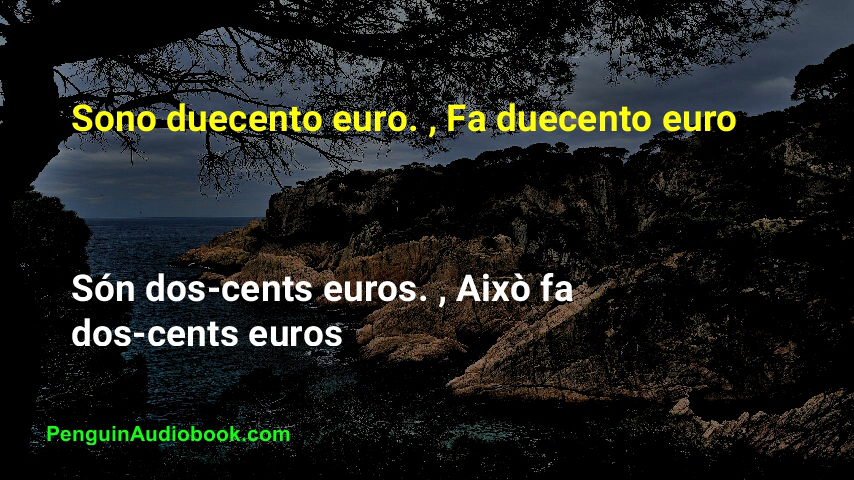 Sono duecento euro. , Fa duecento euro
Són dos-cents euros. , Això fa
dos-cents euros
PenguinAudiobook.com